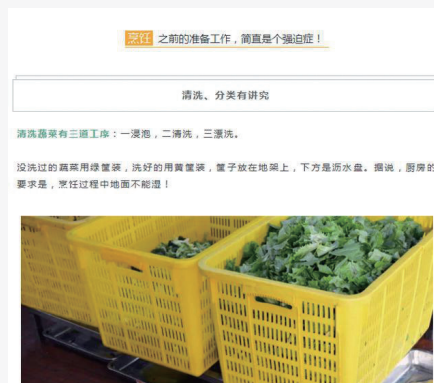 烹饪 之前的准备工作，简直是个强迫症！
清洗、分类有讲究
清洗蔬菜有三道工序：一浸泡，二清洗，三漂洗。
没洗过的蔬菜用绿筐装，洗好的用黄筐装，筐子放在地架上，下方是沥水盘。据说，厨房的
要求是，烹饪过程中地面不能湿！